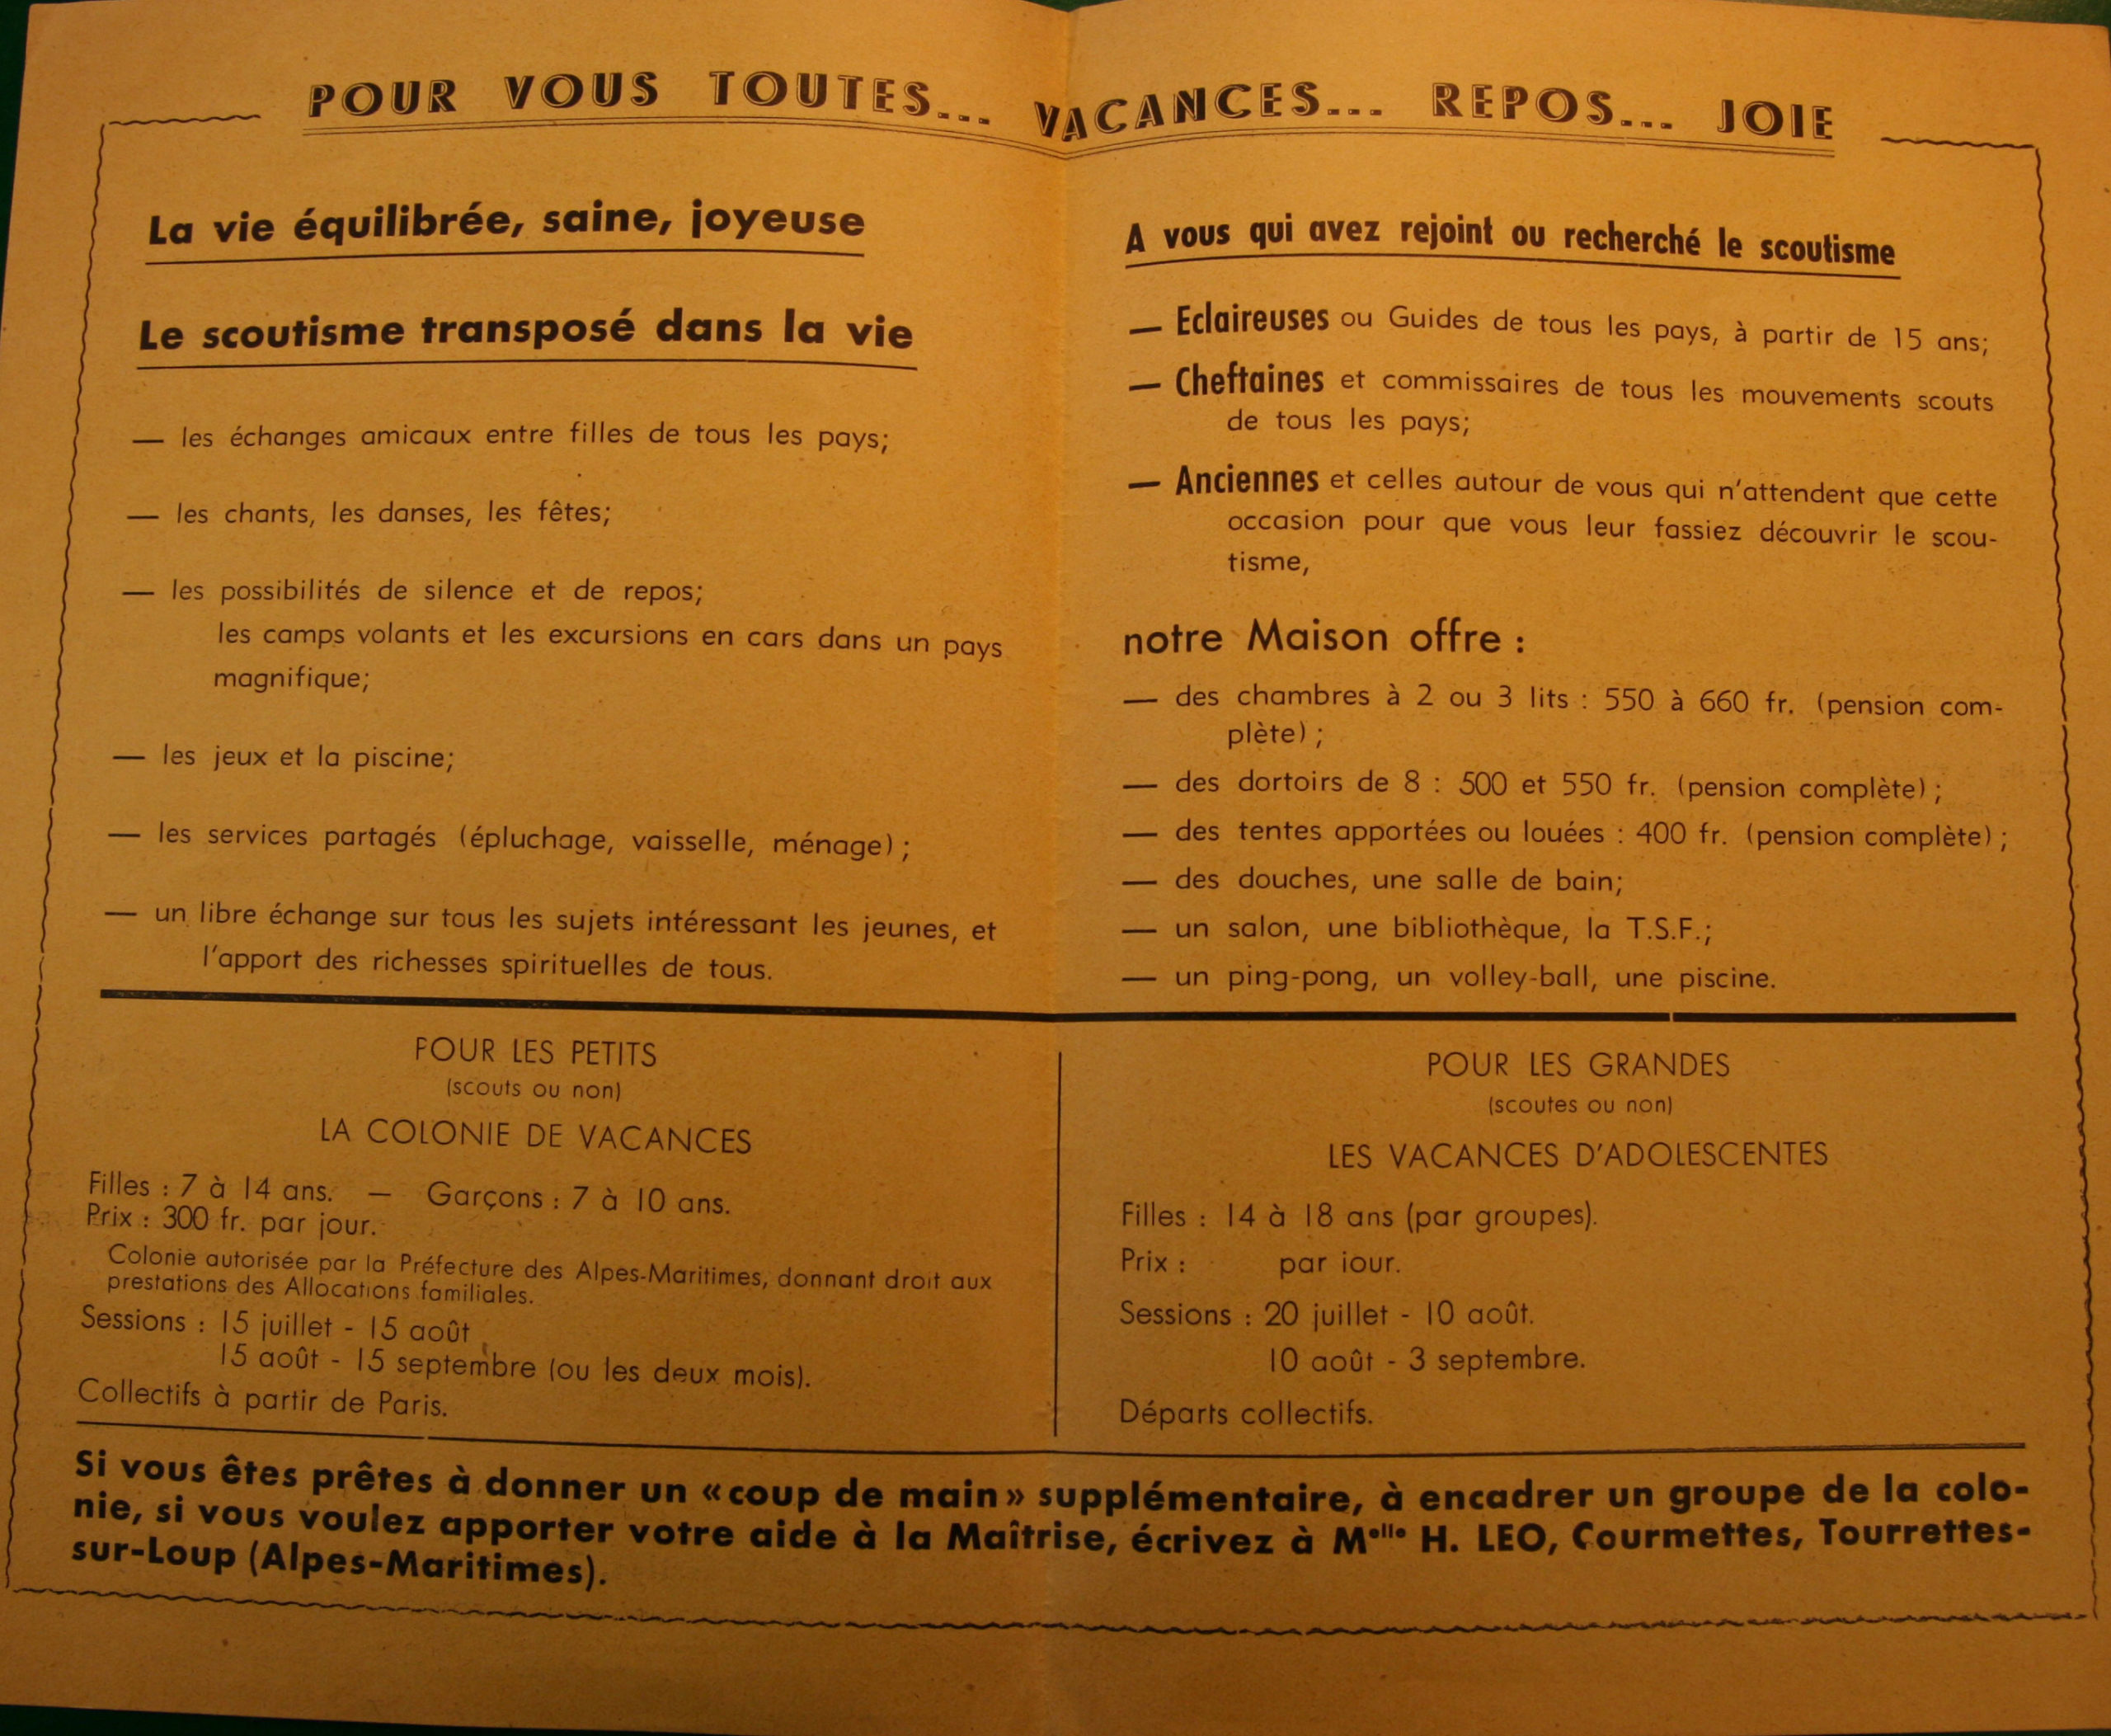 POUR VOUS TOUTES... VACANCES... REPOS... JOIE
La vie équilibrée, saine, joyeuse
Le scoutisme transposé dans la vie
— les échanges amicaux entre filles de tous les pays;
— les chants, les danses, les fêtes;
— les possibilités de silence et de repos;
les camps volants et les excursions en cars dans un pays
magnifique;
— les jeux et la piscine;
— les services partagés (épluchage, vaisselle, ménage);
— un libre échange sur tous les sujets intéressant les jeunes, et
l'apport des richesses spirituelles de tous.
A vous qui avez rejoint ou recherché le scoutisme
— Eclaireuses ou Guides de tous les pays, à partir de 15 ans;
— Cheftaines et commissaires de tous les mouvements scouts
de tous les pays;
— Anciennes et celles autour de vous qui n'attendent que cette
occasion pour que vous leur fassiez découvrir le scou-
tisme,
notre Maison offre :
— des chambres à 2 ou 3 lits : 550 à 660 fr. (pension com-
plète) ;
— des dortoirs de 8 : 500 et 550 fr. (pension complète) ;
— des tentes apportées ou louées : 400 fr. (pension complète) ;
— des douches, une salle de bain;
— un salon, une bibliothèque, la T.S.F.;
— un ping-pong, un volley-ball, une piscine.
POUR LES PETITS
(scouts ou non)
LA COLONIE DE VACANCES
Filles : 7 à 14 ans. — Garçons : 7 à 10 ans.
Prix : 300 fr. par jour.
Colonie autorisée par la Préfecture des Alpes-Maritimes, donnant droit aux
prestations des Allocations familiales.
Sessions : 15 juillet - 15 août
15 août - 15 septembre (ou les deux mois).
Collectifs à partir de Paris.
POUR LES GRANDES
(scoutes ou non)
LES VACANCES D'ADOLESCENTES
Filles : 14 à 18 ans (par groupes).
Prix : par jour.
Sessions : 20 juillet - 10 août.
10 août - 3 septembre.
Départs collectifs.
Si vous êtes prêtes à donner un «coup de main» supplémentaire, à encadrer un groupe de la colo-
nie, si vous voulez apporter votre aide à la Maîtrise, écrivez à Melle H. LEO, Courmettes, Tourrettes-
sur-Loup (Alpes-Maritimes).